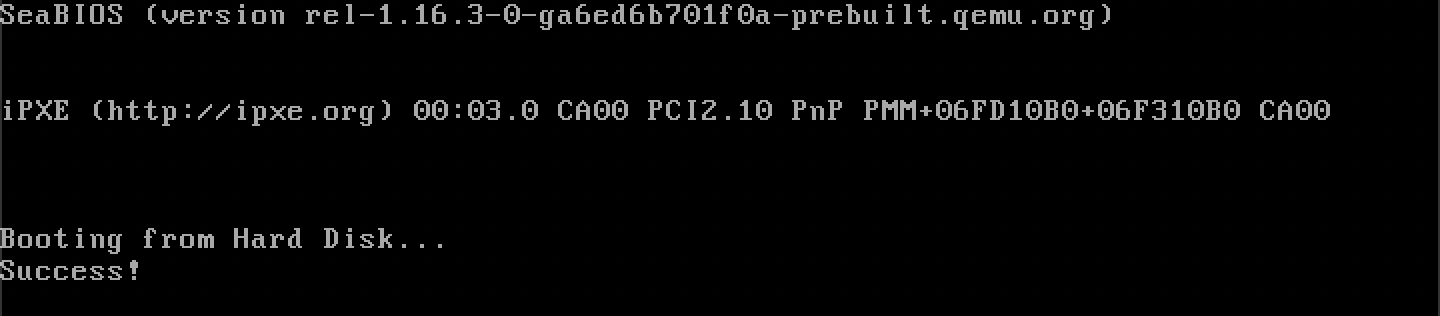 SeaBIOS (version rel-1.16.3-0-ga6ed6b701f0a-prebuilt.qemu.org)
iPXE (http://ipxe.org) 00:03.0 CA00 PCI2.10 PnP PMM+06FD10B0+06F310B0 CA00
Booting from Hard Disk...
Success!